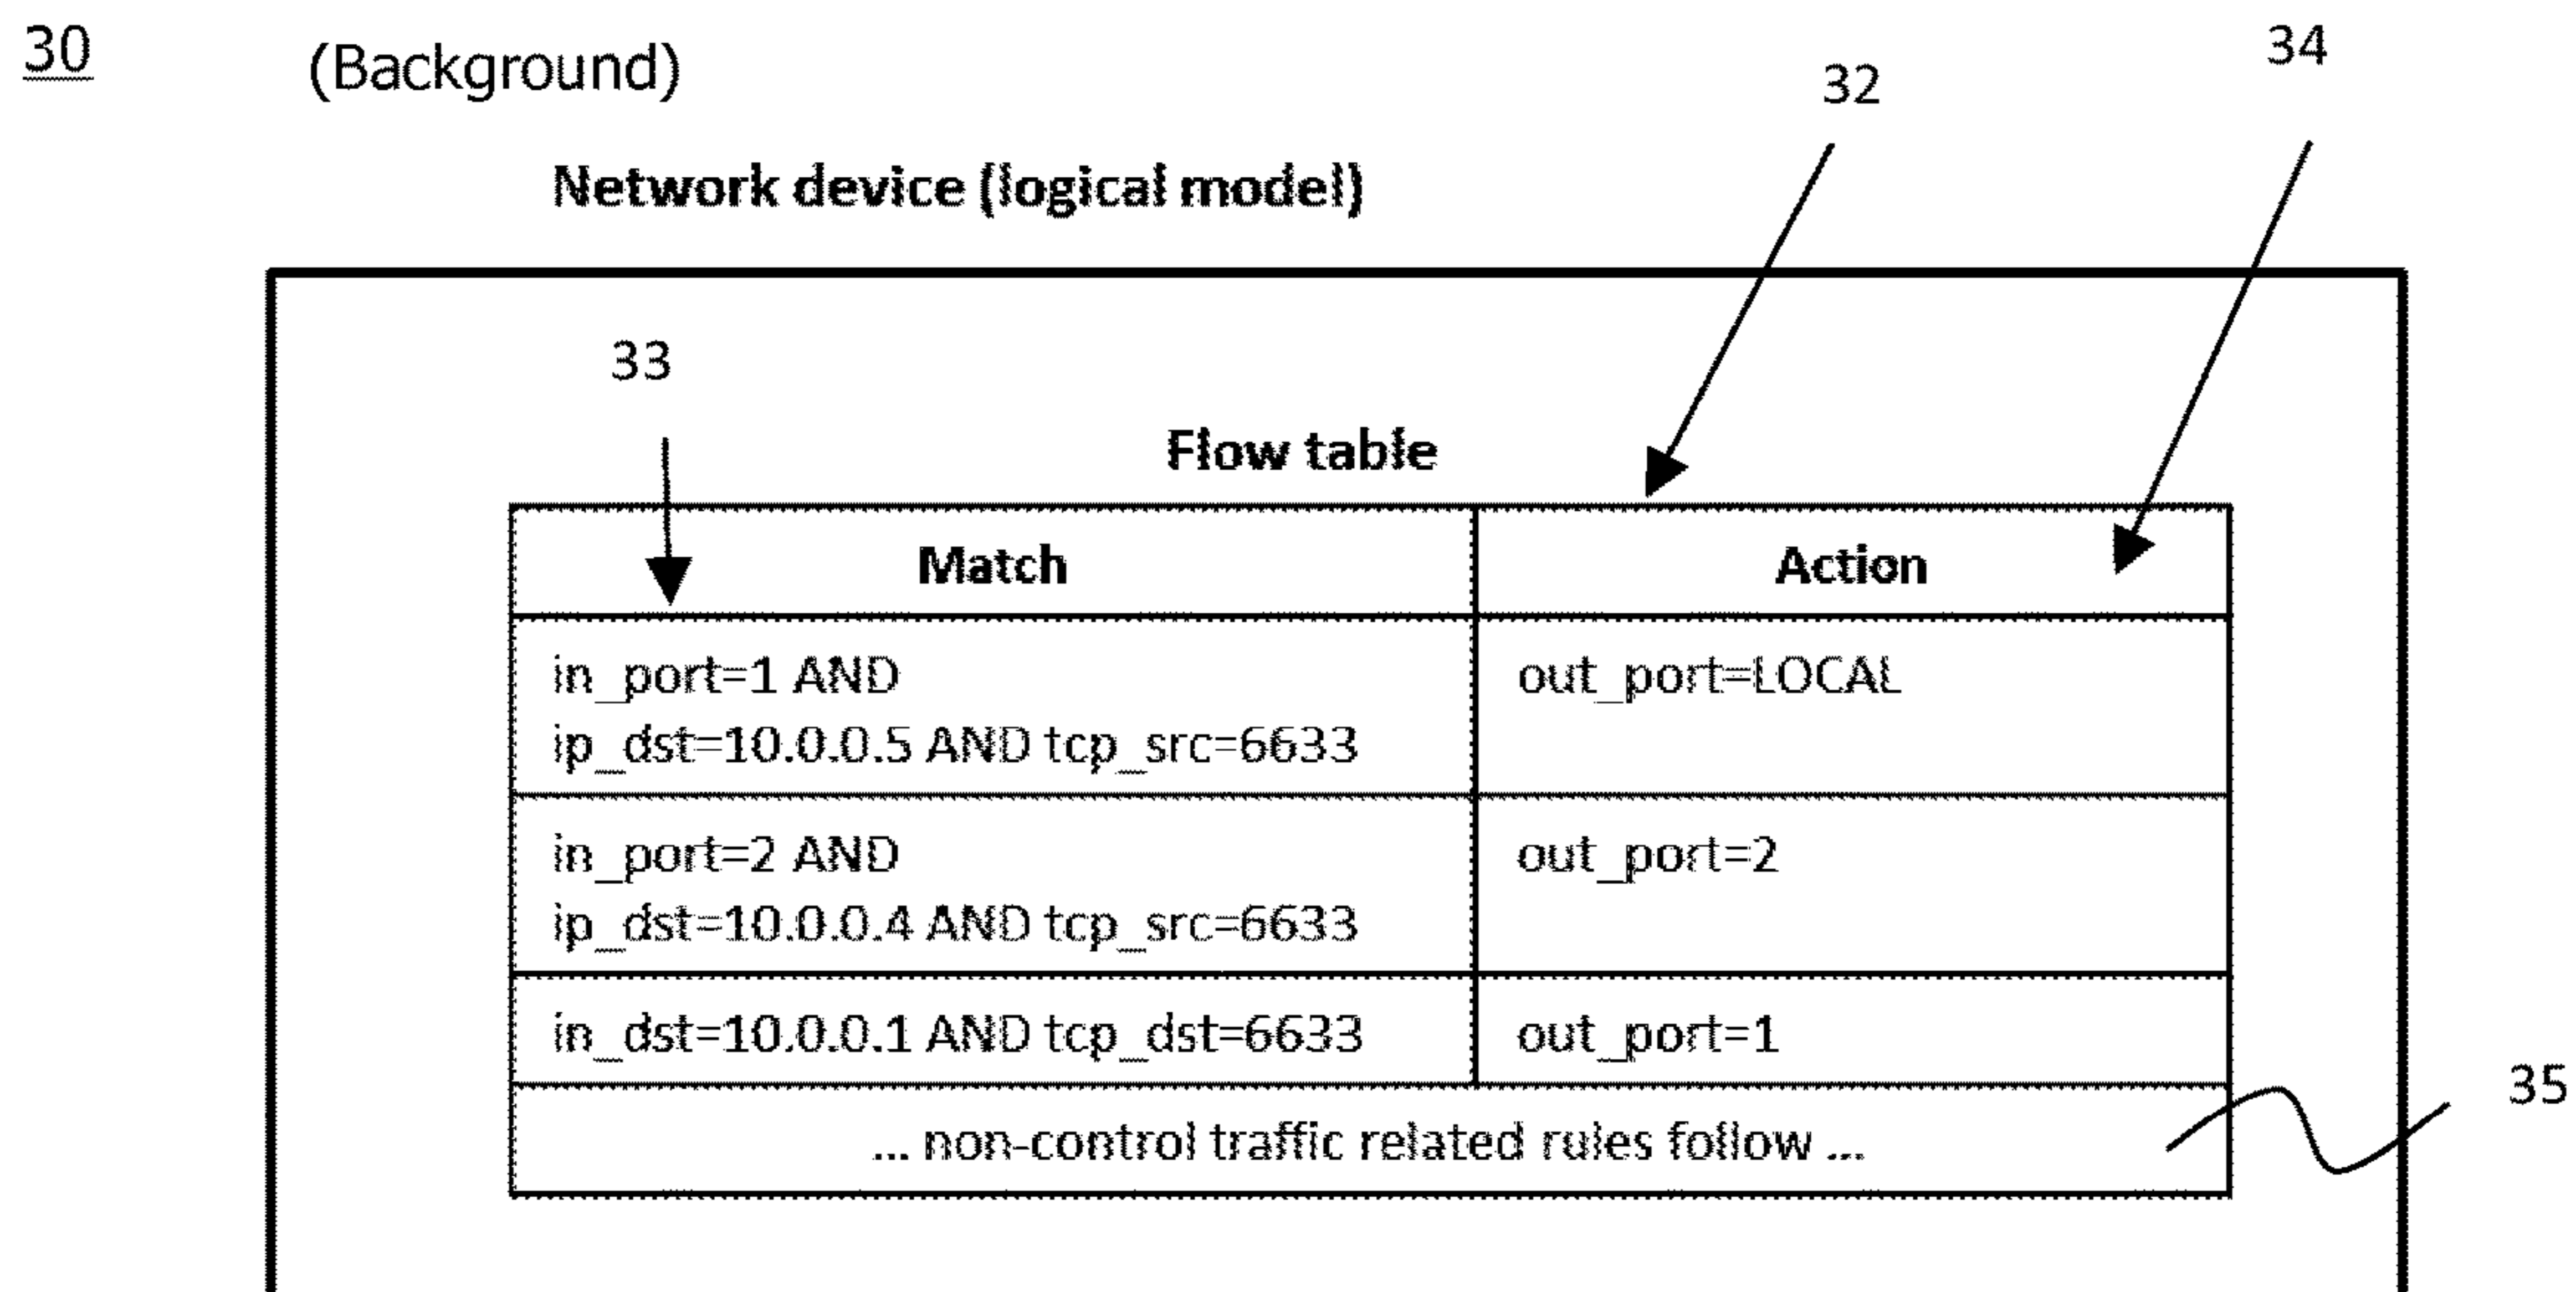 30
(Background)
34
32
Network device (logical model)
33
Flow table
Match
Action
in_port=1 AND
ip_dst=10.0.0.5 AND tcp_src=6633
out_port=LOCAL
in_port=2 AND
ip_dst=10.0.0.4 AND tcp_src=6633
out_port=2
in_dst=10.0.0.1 AND tcp_dst=6633
out_port=1
35
... non-control traffic related rules follow ...